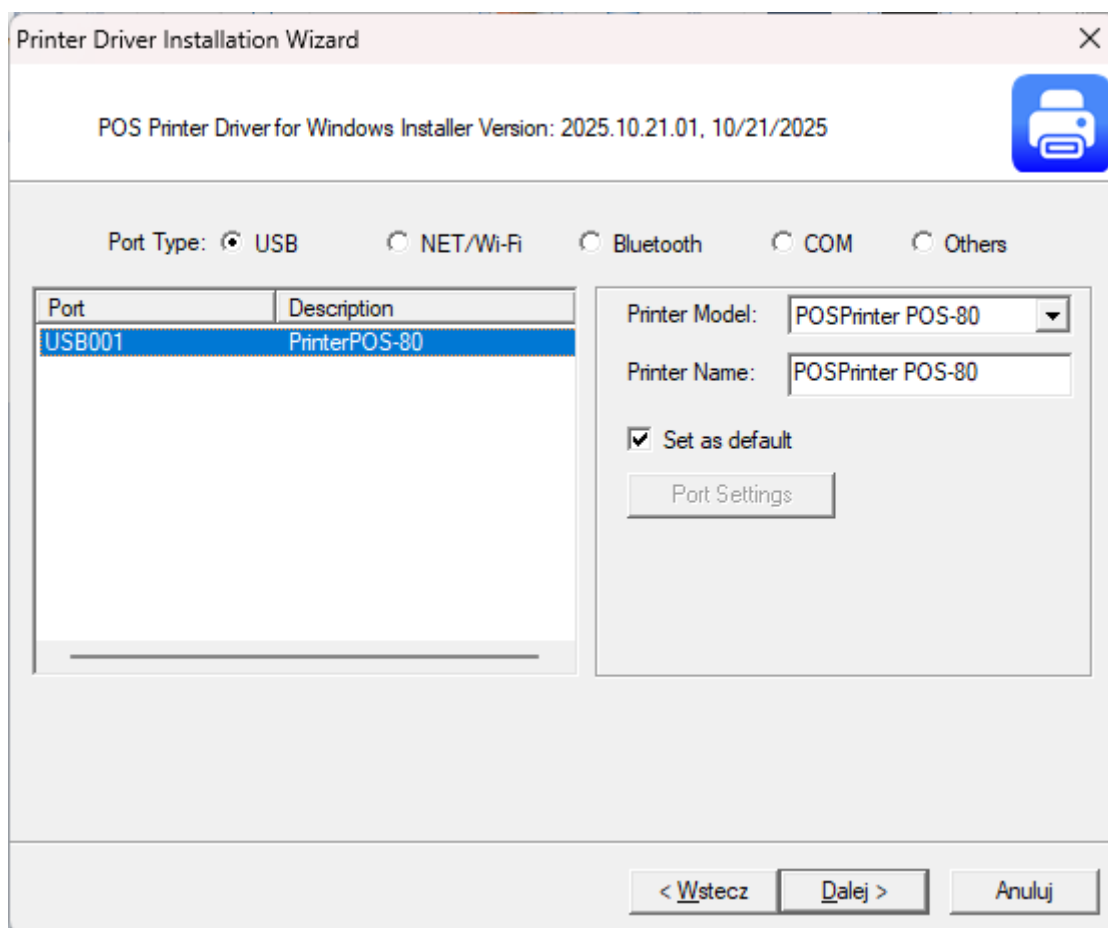 Printer Driver Installation Wizard
POS Printer Driver for Windows Installer Version: 2025.10.21.01, 10/21/2025
Port Type: USB NET/Wi-Fi Bluetooth COM Others
Port Description
USB001 PrinterPOS-80
Printer Model: POSPrinter POS-80
Printer Name: POSPrinter POS-80
Set as default
Port Settings
< Wstecz Dalej > Anuluj